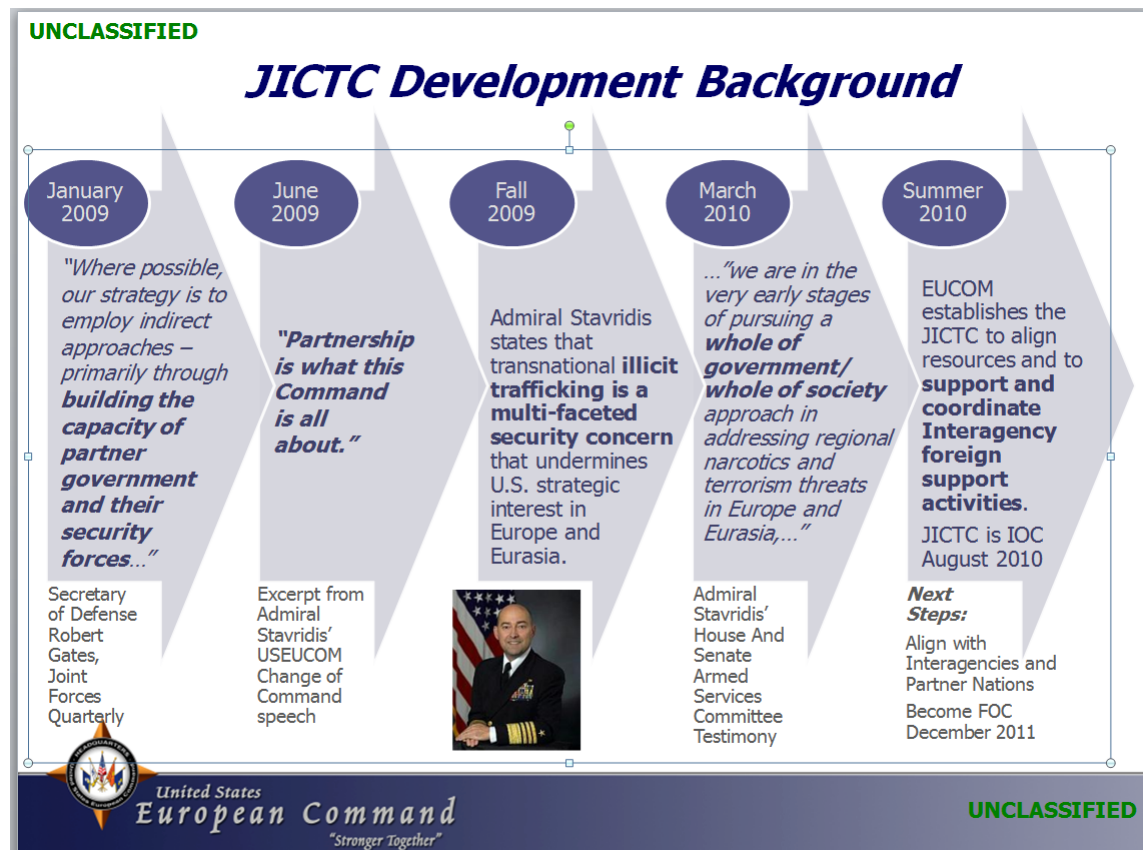 UNCLASSIFIED
JICTC Development Background
January
2009
"Where possible,
our strategy is to
employ indirect
approaches –
primarily through
building the
capacity of
partner
government
and their
security
forces…"
Secretary
of Defense
Robert
Gates,
Joint
Forces
Quarterly
June
2009
"Partnership
is what this
Command
is all
about."
Excerpt from
Admiral
Stavridis'
USEUCOM
Change of
Command
speech
Fall
2009
Admiral Stavridis
states that
transnational illicit
trafficking is a
multi-faceted
security concern
that undermines
U.S. strategic
interest in
Europe and
Eurasia.
March
2010
…"we are in the
very early stages
of pursuing a
whole of
government/
whole of society
approach in
addressing regional
narcotics and
terrorism threats
in Europe and
Eurasia,…"
Admiral
Stavridis'
House And
Senate
Armed
Services
Committee
Testimony
Summer
2010
EUCOM
establishes the
JICTC to align
resources and to
support and
coordinate
Interagency
foreign
support
activities.
JICTC is IOC
August 2010
Next
Steps:
Align with
Interagencies and
Partner Nations
Become FOC
December 2011
United States
European Command
"Stronger Together"
UNCLASSIFIED